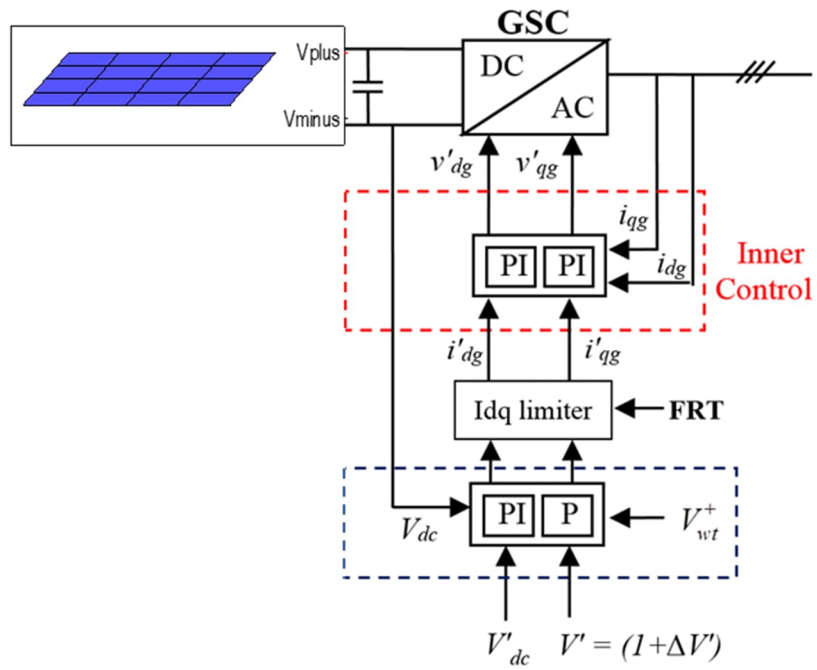 GSC
Vplus
DC
AC
Vminus
v'dg
v'qg
iqg
Inner
Control
PI
PI
idg
i'dg
i'qg
Idq limiter
FRT
PI
P
V+wt
Vdc
V'dc
V' = (1+ΔV')